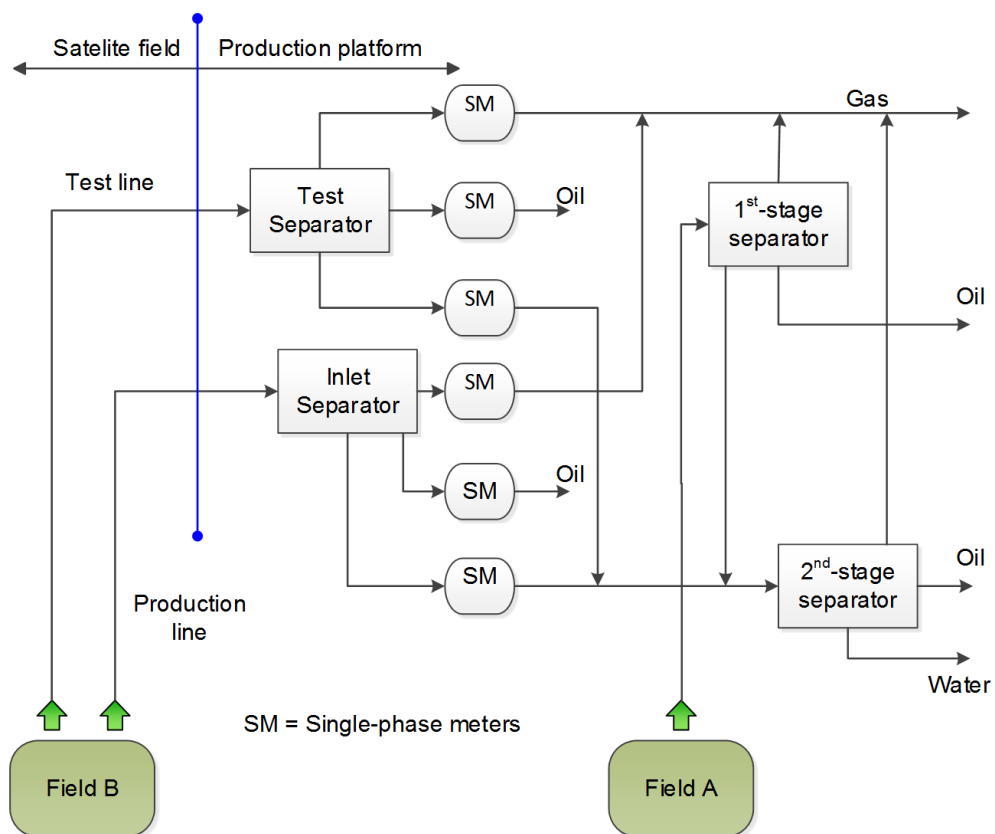 Satelite field
Production platform
SM
Gas
Test line
Test
Separator
SM
Oil
1st-stage
separator
SM
Oil
Inlet
Separator
SM
SM
Oil
SM
2nd-stage
separator
Oil
Production
line
Water
SM = Single-phase meters
Field B
Field A